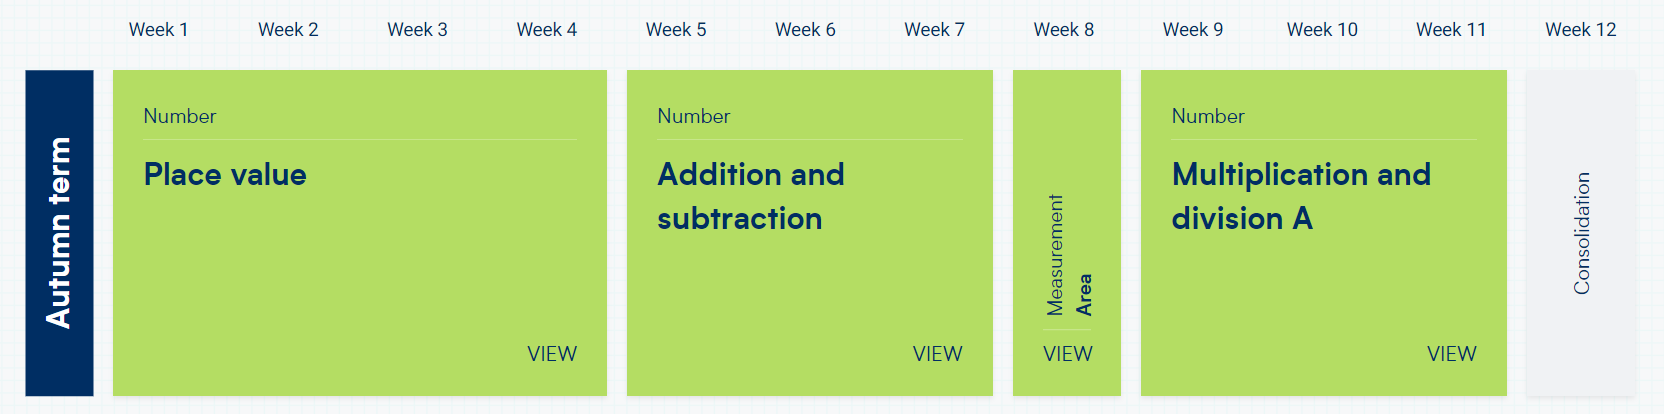 Week 1 Week 2 Week 3 Week 4 Week 5 Week 6 Week 7 Week 8 Week 9 Week 10 Week 11 Week 12
Autumn term
Number
Place value
VIEW
Number
Addition and
subtraction
VIEW
Measurement
Area
VIEW
Number
Multiplication and
division A
VIEW
Consolidation